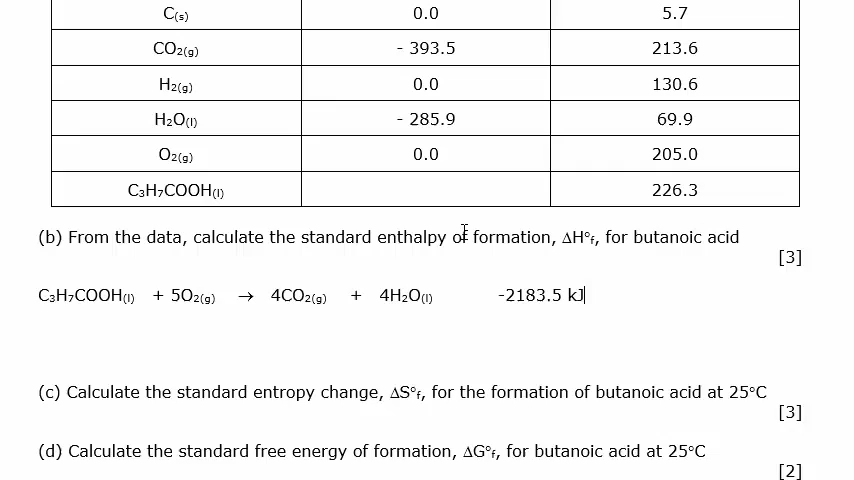 C(s) 0.0 5.7
CO₂(g) - 393.5 213.6
H₂(g) 0.0 130.6
H₂O(l) - 285.9 69.9
O₂(g) 0.0 205.0
C₃H₇COOH(l) 226.3
(b) From the data, calculate the standard enthalpy of formation, ΔH°f, for butanoic acid
[3]
C₃H₇COOH(l) + 5O₂(g) → 4CO₂(g) + 4H₂O(l) -2183.5 kJ
(c) Calculate the standard entropy change, ΔS°f, for the formation of butanoic acid at 25°C
[3]
(d) Calculate the standard free energy of formation, ΔG°f, for butanoic acid at 25°C
[2]